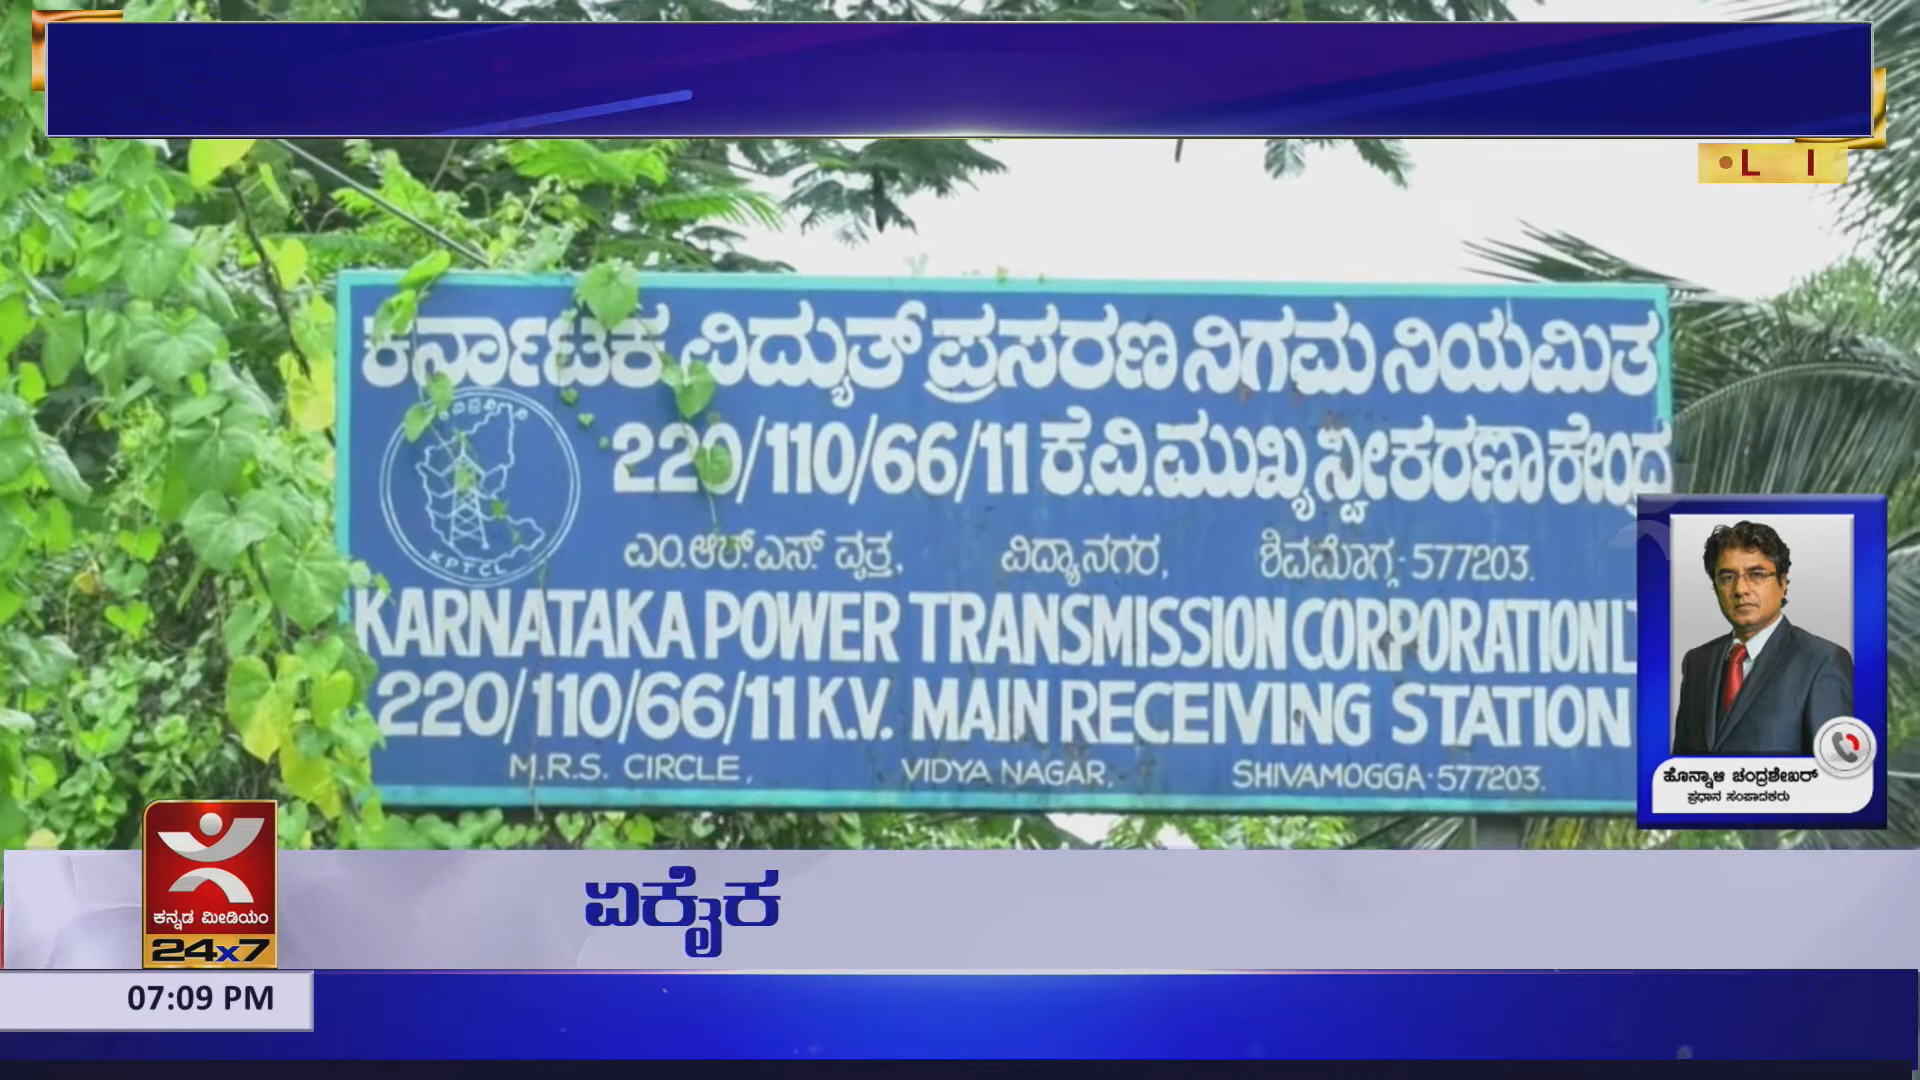 L I
ಕರ್ನಾಟಕ ವಿದ್ಯುತ್ ಪ್ರಸರಣ ನಿಗಮ ನಿಯಮಿತ
220/110/66/11 ಕೆ.ವಿ. ಮುಖ್ಯ ಸ್ವೀಕರಣಾ ಕೇಂದ್ರ
ಎಂ.ಆರ್.ಎಸ್. ವೃತ್ತ, ವಿದ್ಯಾನಗರ, ಶಿವಮೊಗ್ಗ-577203.
KPTCL
KARNATAKA POWER TRANSMISSION CORPORATION
220/110/66/11 K.V. MAIN RECEIVING STATION
M.R.S. CIRCLE, VIDYA NAGAR, SHIVAMOGGA-577203.
ಹೊನ್ನಾಳಿ ಚಂದ್ರಶೇಖರ್
ಪ್ರಧಾನ ಸಂಪಾದಕರು
ಏಕೈಕ
ಕನ್ನಡ ಮೀಡಿಯಂ
24x7
07:09 PM